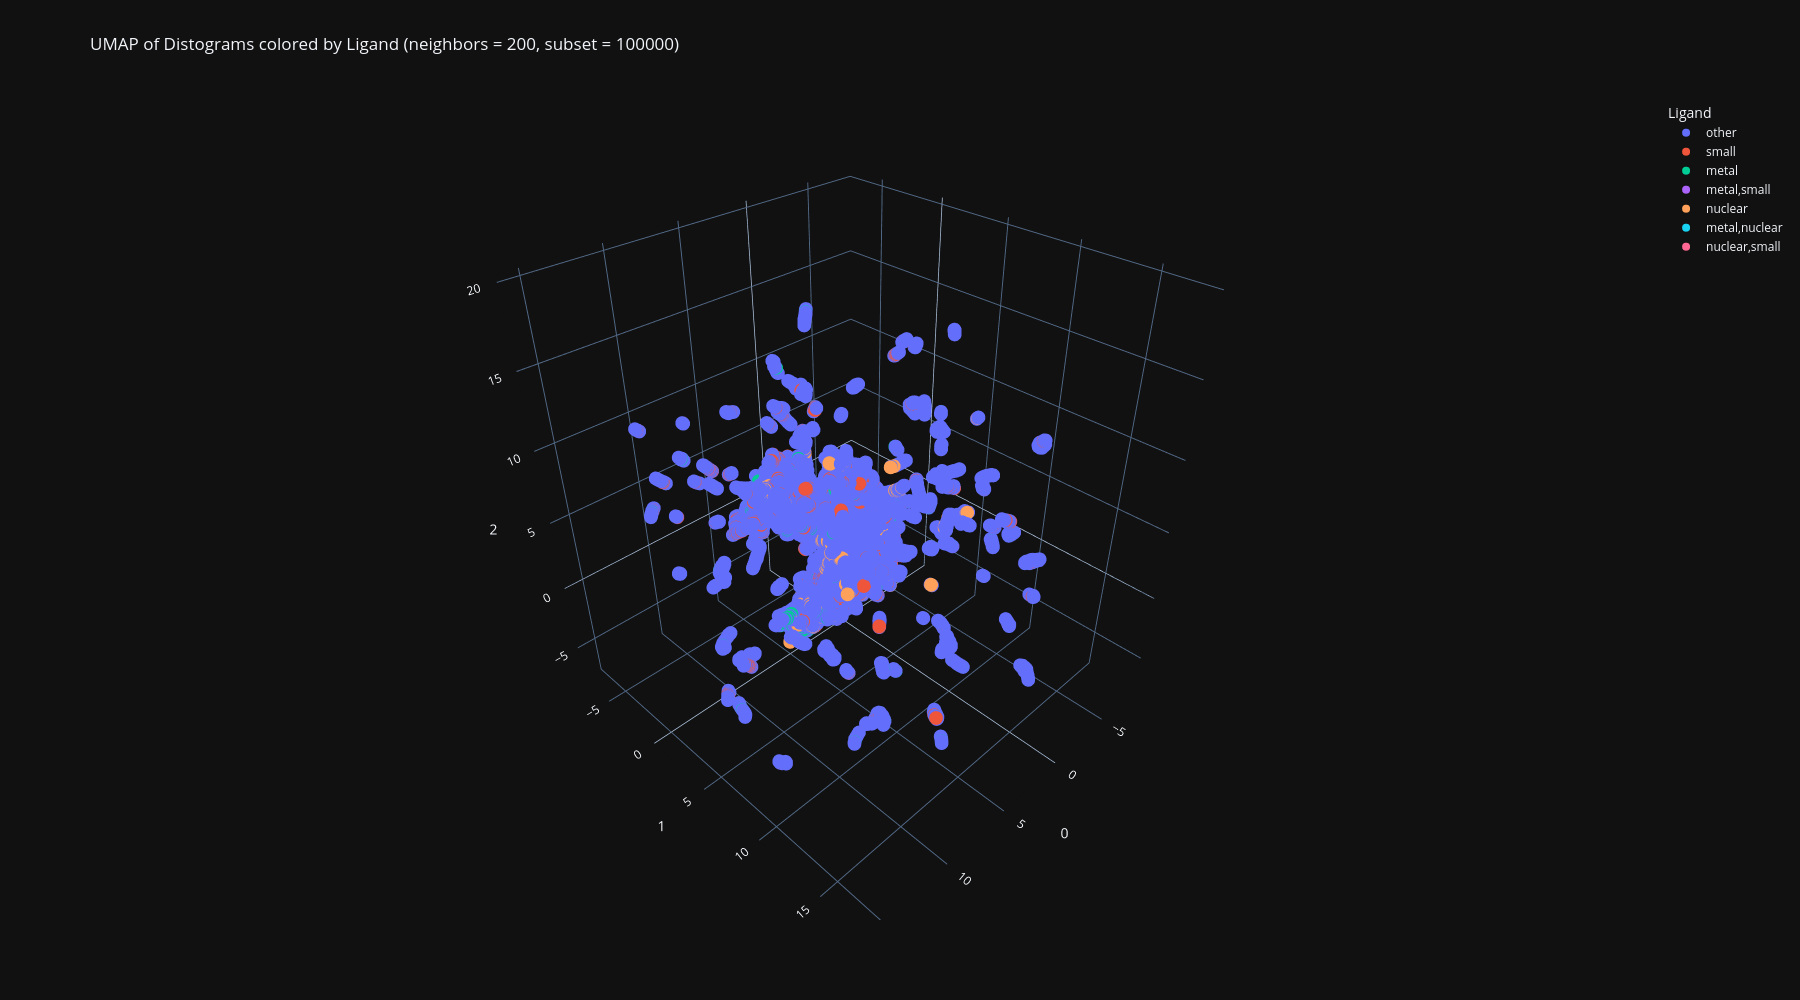 UMAP of Distograms colored by Ligand (neighbors = 200, subset = 100000)
Ligand
other
small
metal
metal,small
nuclear
metal,nuclear
nuclear,small
20
15
10
5
0
−5
2
−5
0
5
10
15
1
−5
0
5
10
0